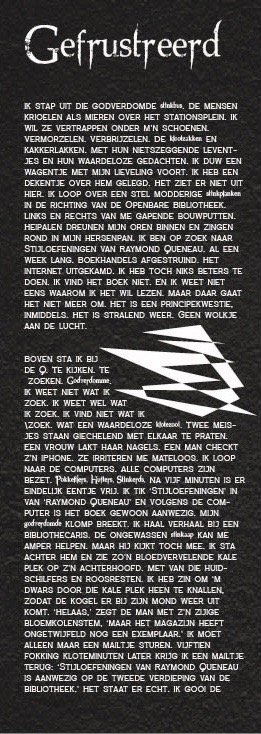 Gefrustreerd
IK STAP UIT DIE GODVERDOMDE stinkbus. DE MENSEN
KRIOELEN ALS MIEREN OVER HET STATIONSPLEIN. IK
WIL ZE VERTRAPPEN ONDER M'N SCHOENEN.
VERMORZELEN. VERBRIJZELEN. DE klootzakken EN
KAKKERLAKKEN. MET HUN NIETSZEGGENDE LEVENT-
JES EN HUN WAARDELOZE GEDACHTEN. IK DUW EEN
WAGENTJE MET MIJN LIEVELING VOORT. IK HEB EEN
DEKENTJE OVER HEM GELEGD. HET ZIET ER NIET UIT
HIER. IK LOOP OVER EEN STEL MODDERIGE stinkplanken
IN DE RICHTING VAN DE OPENBARE BIBLIOTHEEK.
LINKS EN RECHTS VAN ME GAPENDE BOUWPUTTEN.
HEIPALEN DREUNEN MIJN OREN BINNEN EN ZINGEN
ROND IN MIJN HERSENPAN. IK BEN OP ZOEK NAAR
STIJLOEFENINGEN VAN RAYMOND QUENEAU. AL EEN
WEEK LANG. BOEKHANDELS AFGESTRUIND. HET
INTERNET UITGEKAMD. IK HEB TOCH NIKS BETERS TE
DOEN. IK VIND HET BOEK NIET. EN IK WEET NIET
EENS WAAROM IK HET WIL LEZEN. MAAR DAAR GAAT
HET NIET MEER OM. HET IS EEN PRINCIPEKWESTIE,
INMIDDELS. HET IS STRALEND WEER. GEEN WOLKJE
AAN DE LUCHT.
BOVEN STA IK BIJ
DE Q. TE KIJKEN. TE
ZOEKEN. Godverdomme,
IK WEET NIET WAT IK
ZOEK. IK WEET WEL WAT
IK ZOEK. IK VIND NIET WAT IK
\ZOEK. WAT EEN WAARDELOZE klotezooi. TWEE MEIS-
JES STAAN GIECHELEND MET ELKAAR TE PRATEN.
EEN VROUW LAKT HAAR NAGELS. EEN MAN CHECKT
Z'N IPHONE. ZE IRRITEREN ME MATELOOS. IK LOOP
NAAR DE COMPUTERS. ALLE COMPUTERS ZIJN
BEZET. Pokkelers. Hufters. Stinkerds. NA VIJF MINUTEN IS ER
EINDELIJK EENTJE VRIJ. IK TIK 'STIJLOEFENINGEN' IN
VAN 'RAYMOND QUENEAU' EN VOLGENS DE COM-
PUTER IS HET BOEK GEWOON AANWEZIG. MIJN
godverdomde KLOMP BREEKT. IK HAAL VERHAAL BIJ EEN
BIBLIOTHECARIS. DE ONGEWASSEN stinkaap KAN ME
AMPER HELPEN. MAAR HIJ KIJKT TOCH MEE. IK STA
ACHTER HEM EN ZIE ZO'N BLOEDVERVELENDE KALE
PLEK OP Z'N ACHTERHOOFD. MET VAN DIE HUID-
SCHILFERS EN ROOSRESTEN. IK HEB ZIN OM 'M
DWARS DOOR DIE KALE PLEK HEEN TE KNALLEN,
ZODAT DE KOGEL ER BIJ ZIJN MOND WEER UIT
KOMT. 'HELAAS,' ZEGT DE MAN MET Z'N ZIJIGE
BLOEMKOLENSTEM, 'MAAR HET MAGAZIJN HEEFT
ONGETWIJFELD NOG EEN EXEMPLAAR.' IK MOET
ALLEEN MAAR EEN MAILTJE STUREN. VIJFTIEN
FOKKING KLOTEMINUTEN LATER KRIJG IK EEN MAILTJE
TERUG: 'STIJLOEFENINGEN VAN RAYMOND QUENEAU
IS AANWEZIG OP DE TWEEDE VERDIEPING VAN DE
BIBLIOTHEEK.' HET STAAT ER ECHT. IK GOOI DE